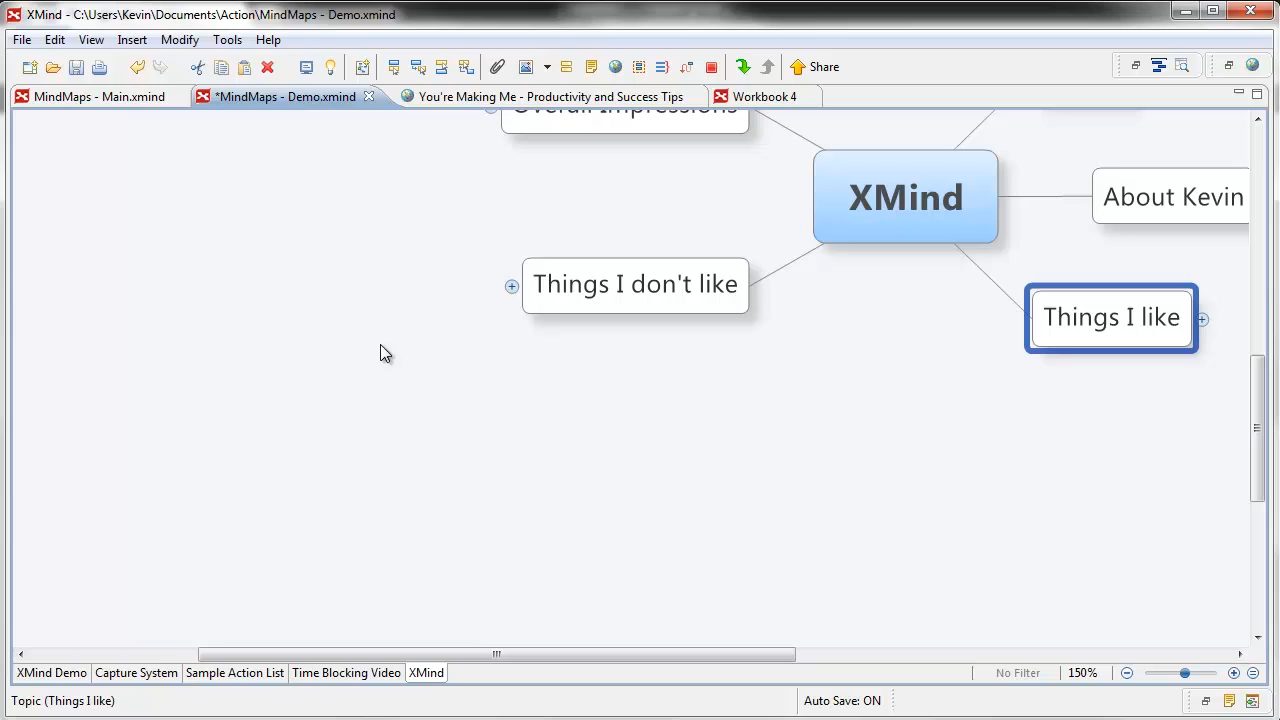 XMind - C:\Users\Kevin\Documents\Action\MindMaps - Demo.xmind
File Edit View Insert Modify Tools Help
Share
MindMaps - Main.xmind *MindMaps - Demo.xmind You're Making Me - Productivity and Success Tips Workbook 4
Overall Impressions
XMind
About Kevin
Things I don't like
Things I like
XMind Demo Capture System Sample Action List Time Blocking Video XMind No Filter 150%
Topic (Things I like) Auto Save: ON